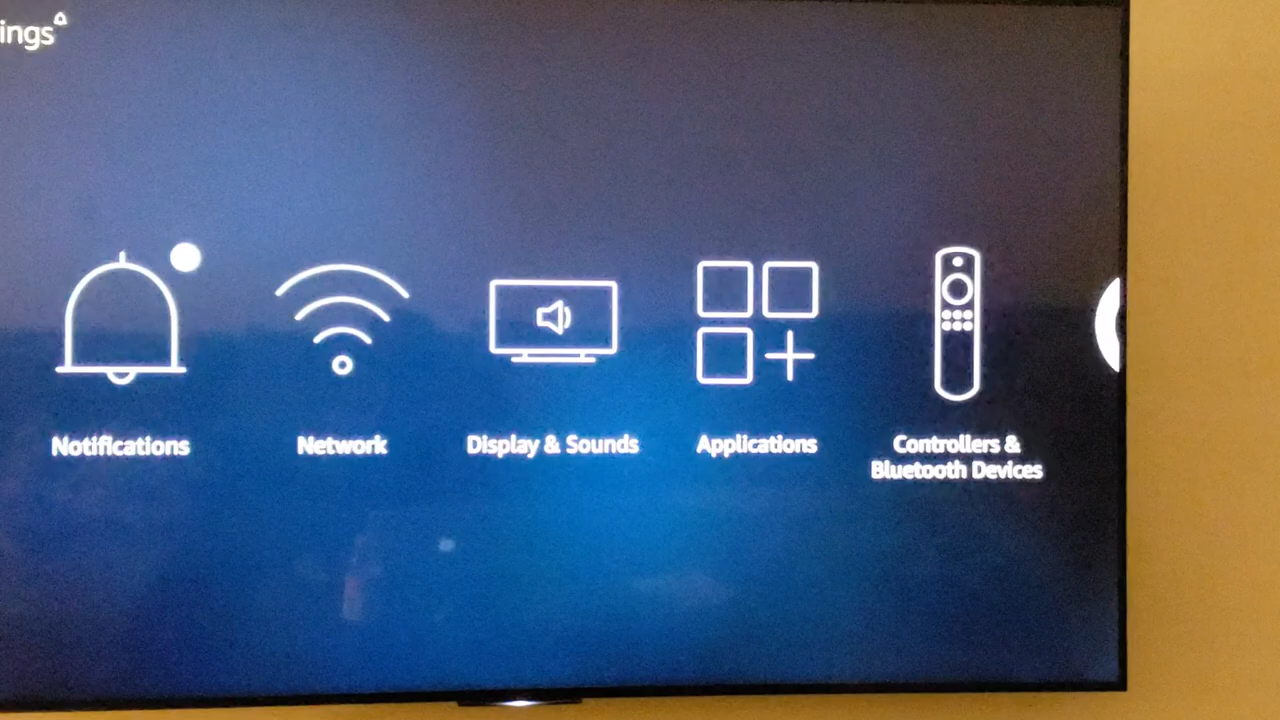 ings
Notifications
Network
Display & Sounds
Applications
Controllers &
Bluetooth Devices